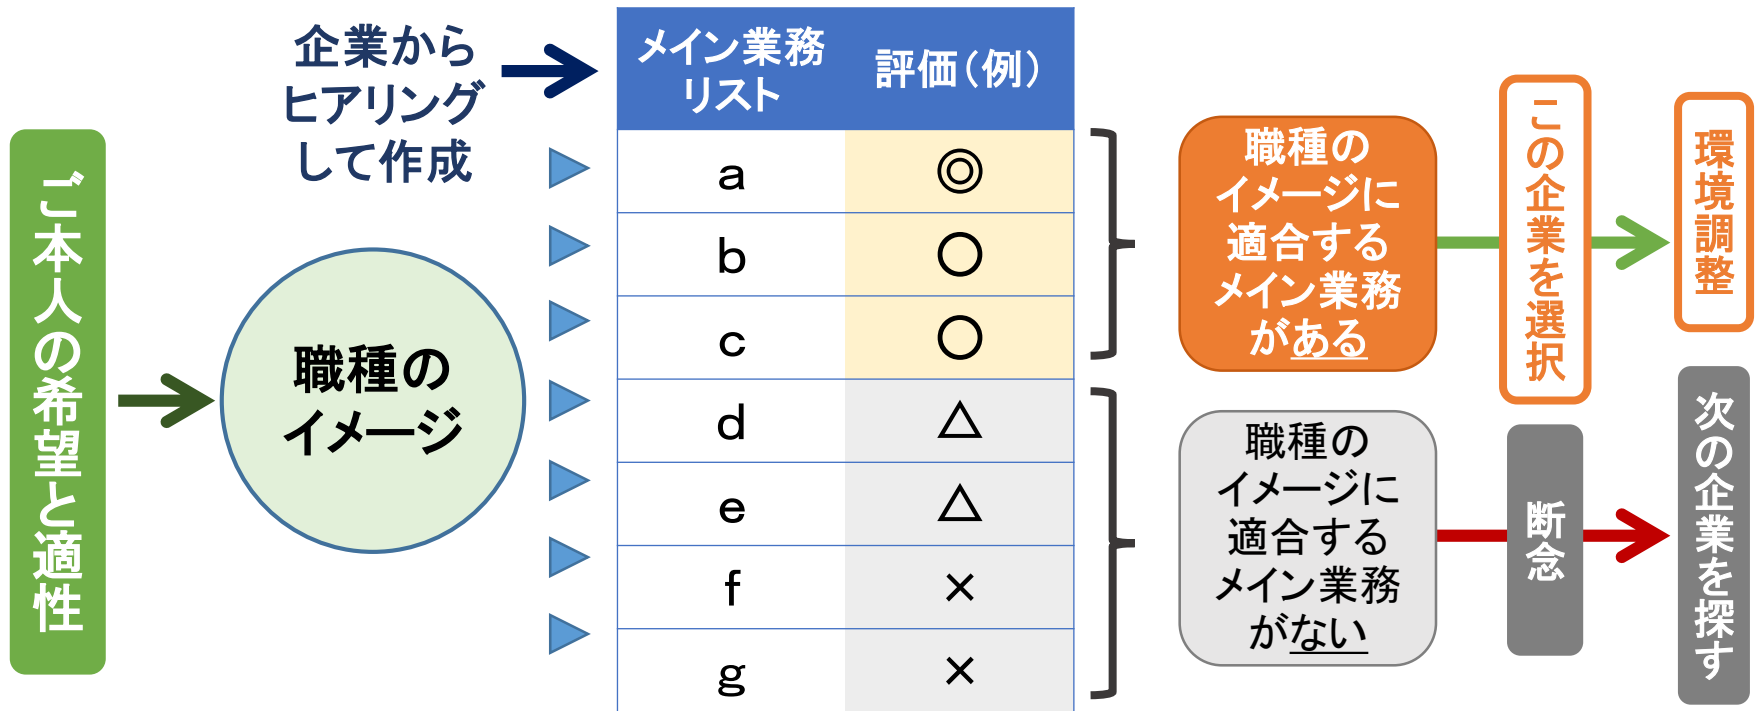 ご本人の希望と適性
企業から
ヒアリング
して作成
職種の
イメージ
メイン業務
リスト
評価（例）
a ◎
b ○
c ○
d △
e △
f ×
g ×
職種の
イメージに
適合する
メイン業務
がある
この企業を選択
環境調整
職種の
イメージに
適合する
メイン業務
がない
断念
次の企業を探す